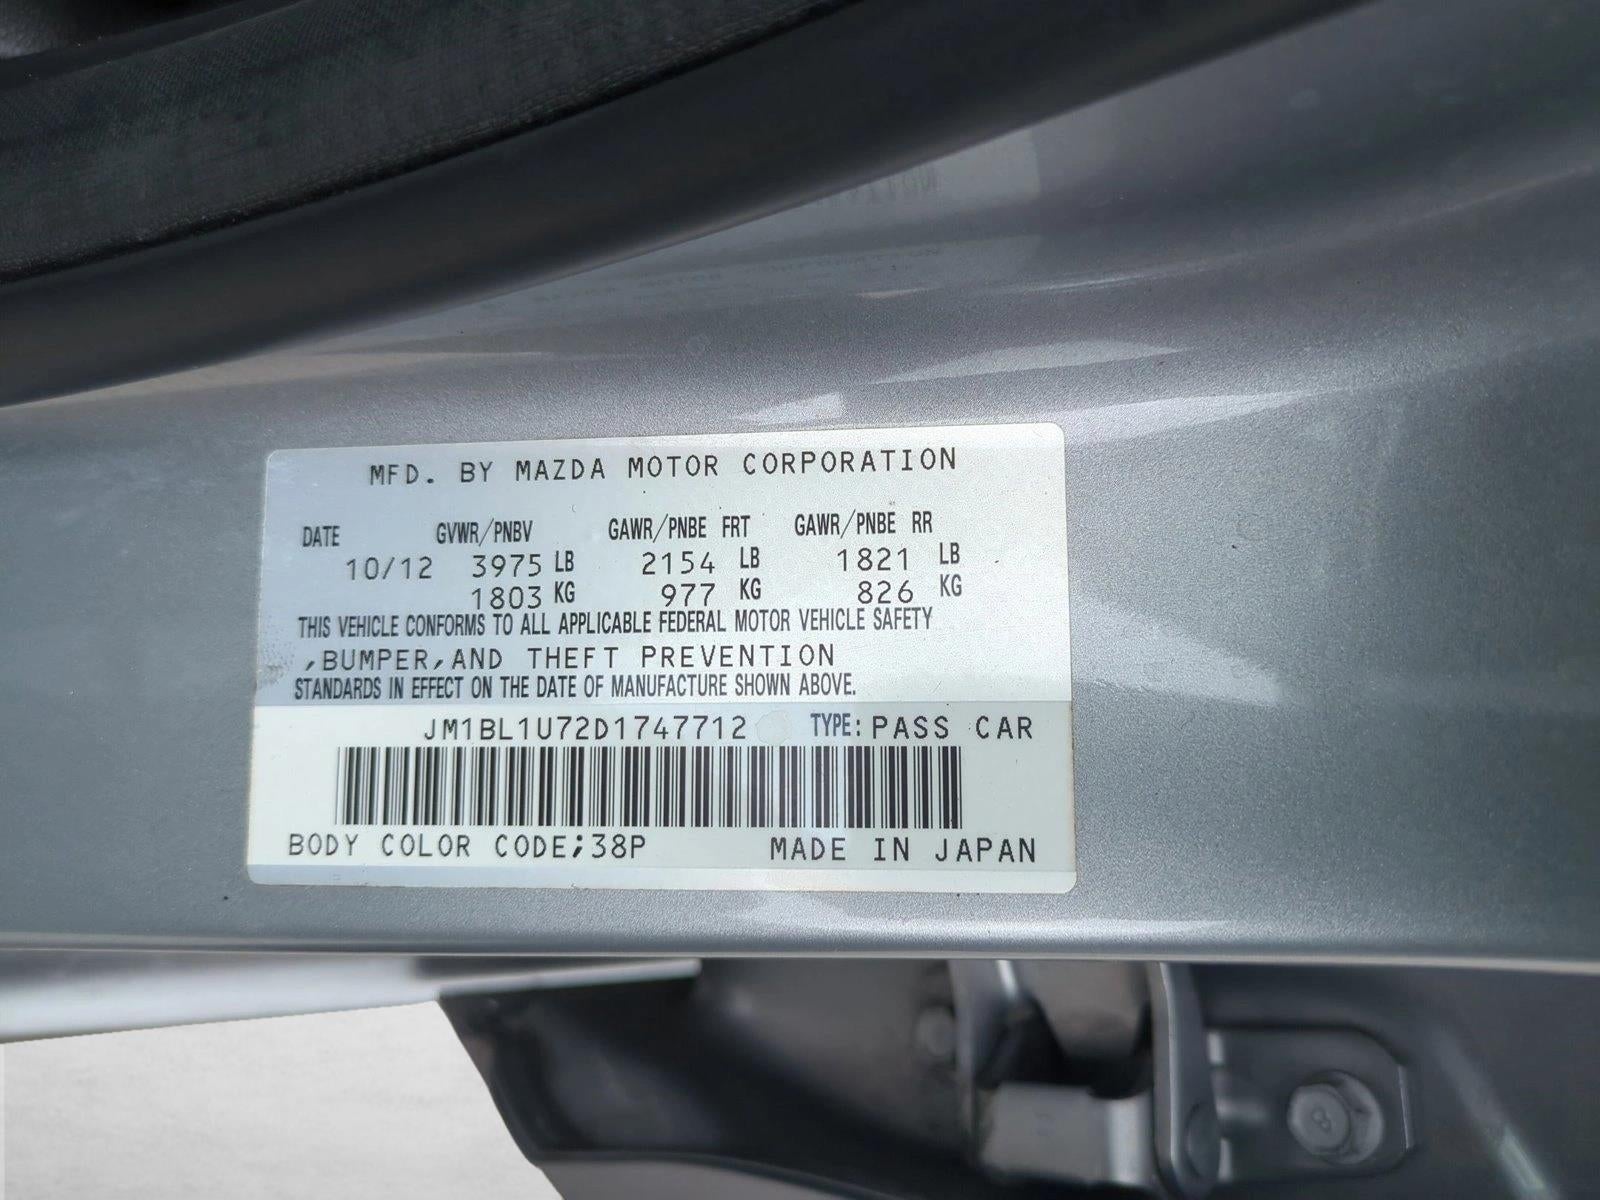 MFD. BY MAZDA MOTOR CORPORATION
DATE GVWR/PNBV GAWR/PNBE FRT GAWR/PNBE RR
10/12 3975 LB 2154 LB 1821 LB
1803 KG 977 KG 826 KG
THIS VEHICLE CONFORMS TO ALL APPLICABLE FEDERAL MOTOR VEHICLE SAFETY
,BUMPER,AND THEFT PREVENTION
STANDARDS IN EFFECT ON THE DATE OF MANUFACTURE SHOWN ABOVE.
JM1BL1U72D1747712 TYPE: PASS CAR
BODY COLOR CODE;38P MADE IN JAPAN
8